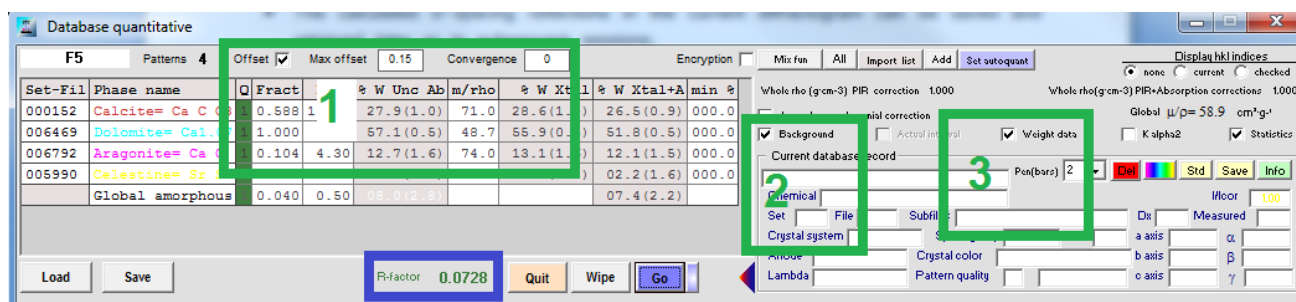 Database quantitative
F5 Patterns 4 Offset Max offset 0.15 Convergence 0 Encryption
Mix fun All Import list Add Set autoquant
Display hkl indices
none current checked
Set-Fil Phase name Q Fract % W Unc Ab m/rho % W Xtal % W Xtal+A min %
000152 Calcite= Ca C 1 0.588 27.9(1.0) 71.0 28.6(1. 26.5(0.9) 000.0
006469 Dolomite= Ca1.07 1 1.000 57.1(0.5) 48.7 55.9(0. 51.8(0.5) 000.0
006792 Aragonite= Ca 1 0.104 4.30 12.7(1.6) 74.0 13.1(1. 12.1(1.5) 000.0
005990 Celestine= Sr 02.2(1.6) 000.0
Global amorphous 0.040 0.50 08.0(2.8) 07.4(2.2)
1
Whole rho (g·cm-3) PIR correction 1.000 Whole rho(g·cm-3) PIR+Absorption corrections 1.000
correction Global μ/ρ= 58.9 cm²·g-¹
Background Actual interval Weight data K alpha2 Statistics
Current database record
2
3
Pen(bars) 2 Del Std Save Info
Chemical I/Icor 1.00
Set File Subfile Dx Measured
Crystal system a axis α
Anode Crystal color b axis β
Lambda Pattern quality c axis γ
Load Save R-factor 0.0728 Quit Wipe Go